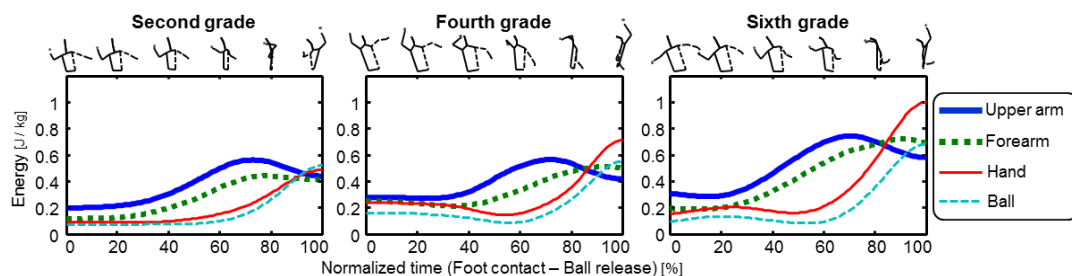 Second grade
Fourth grade
Sixth grade
Energy [J / kg]
1
0.8
0.6
0.4
0.2
0
0 20 40 60 80 100
1
0.8
0.6
0.4
0.2
0
0 20 40 60 80 100
1
0.8
0.6
0.4
0.2
0
0 20 40 60 80 100
Normalized time (Foot contact – Ball release) [%]
Upper arm
Forearm
Hand
Ball